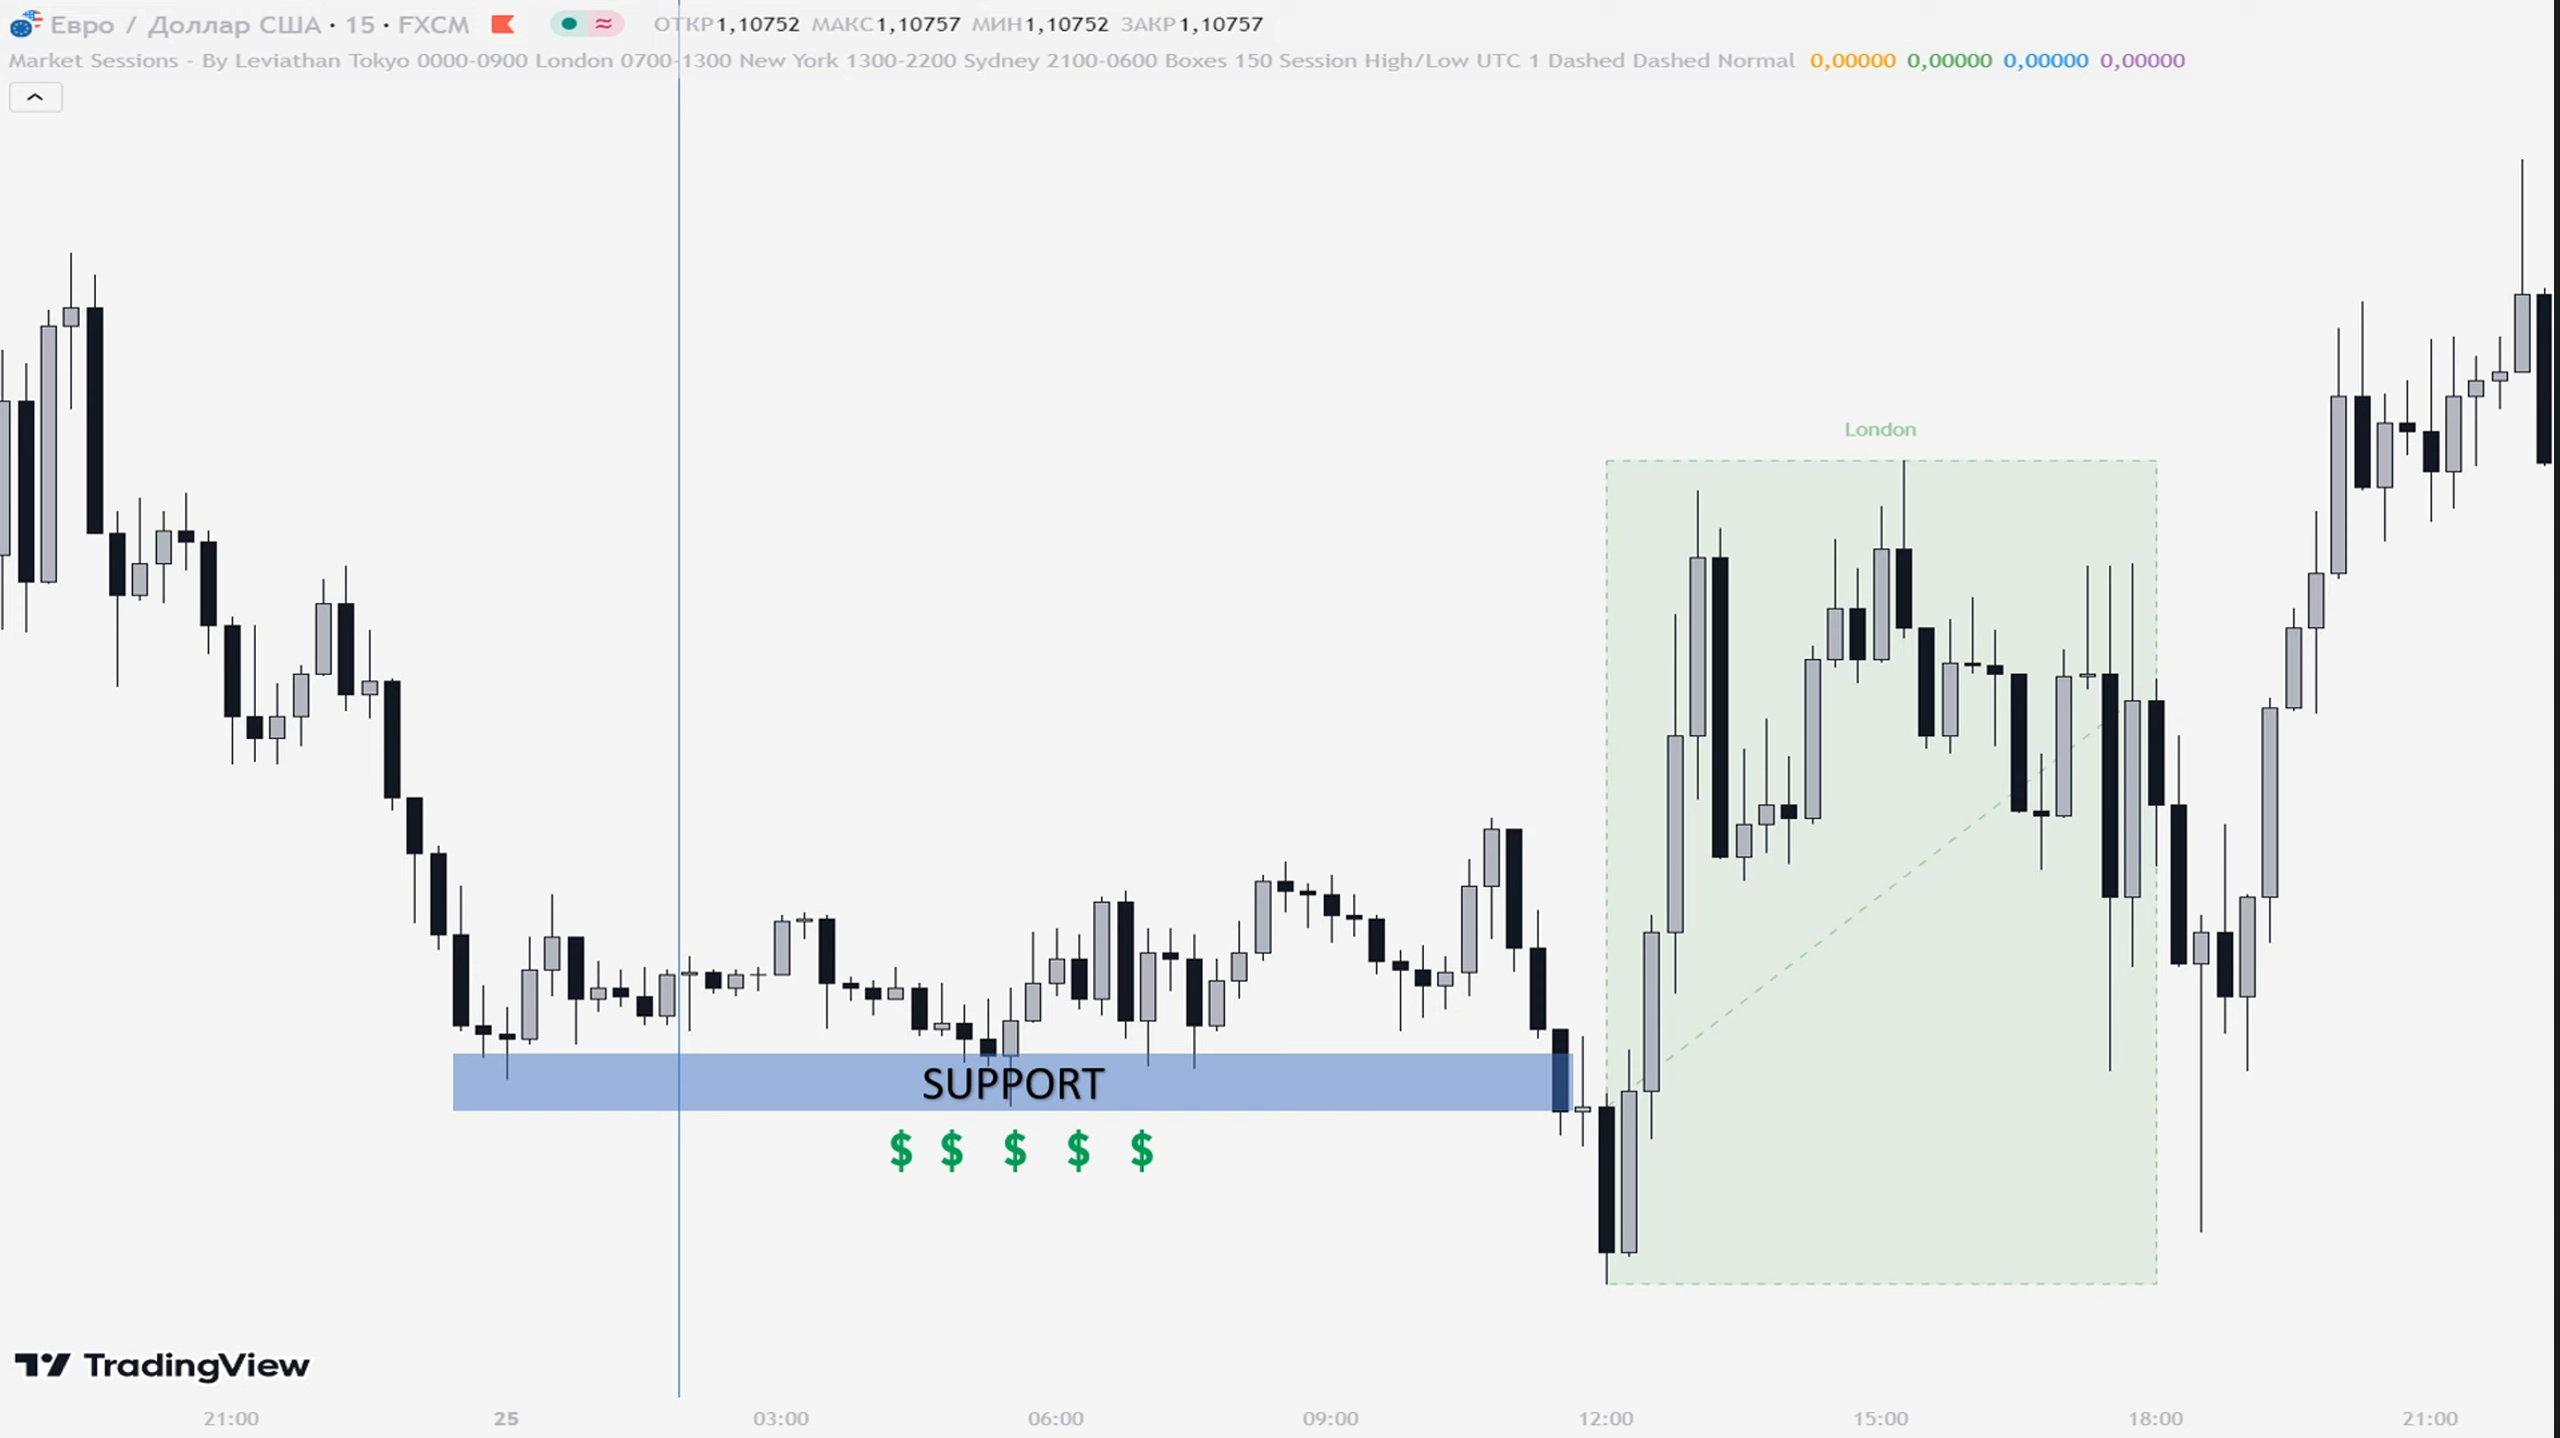 Евро / Доллар США · 15 · FXCM ОТКР1,10752 МАКС1,10757 МИН1,10752 ЗАКР1,10757
Market Sessions - By Leviathan Tokyo 0000-0900 London 0700-1300 New York 1300-2200 Sydney 2100-0600 Boxes 150 Session High/Low UTC 1 Dashed Dashed Normal 0,00000 0,00000 0,00000 0,00000
London
SUPPORT
$ $ $ $ $
TradingView
21:00 25 03:00 06:00 09:00 12:00 15:00 18:00 21:00